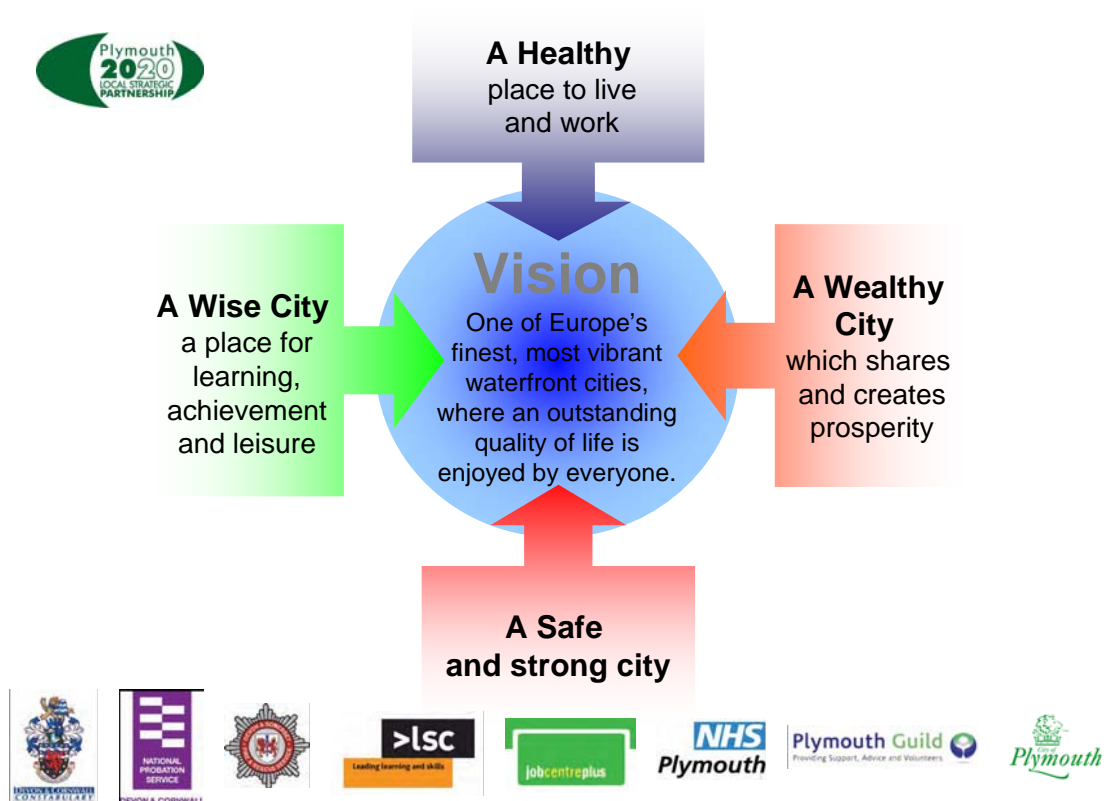 Plymouth
2020
LOCAL STRATEGIC
PARTNERSHIP
A Healthy
place to live
and work
Vision
One of Europe's
finest, most vibrant
waterfront cities,
where an outstanding
quality of life is
enjoyed by everyone.
A Wise City
a place for
learning,
achievement
and leisure
A Wealthy
City
which shares
and creates
prosperity
A Safe
and strong city
DEVON & CORNWALL
CONSTABULARY
NATIONAL
PROBATION
SERVICE
DEVON & CORNWALL
>lsc
Leading learning and skills
jobcentreplus
NHS
Plymouth
Plymouth Guild
Providing Support, Advice and Volunteers
City of
Plymouth